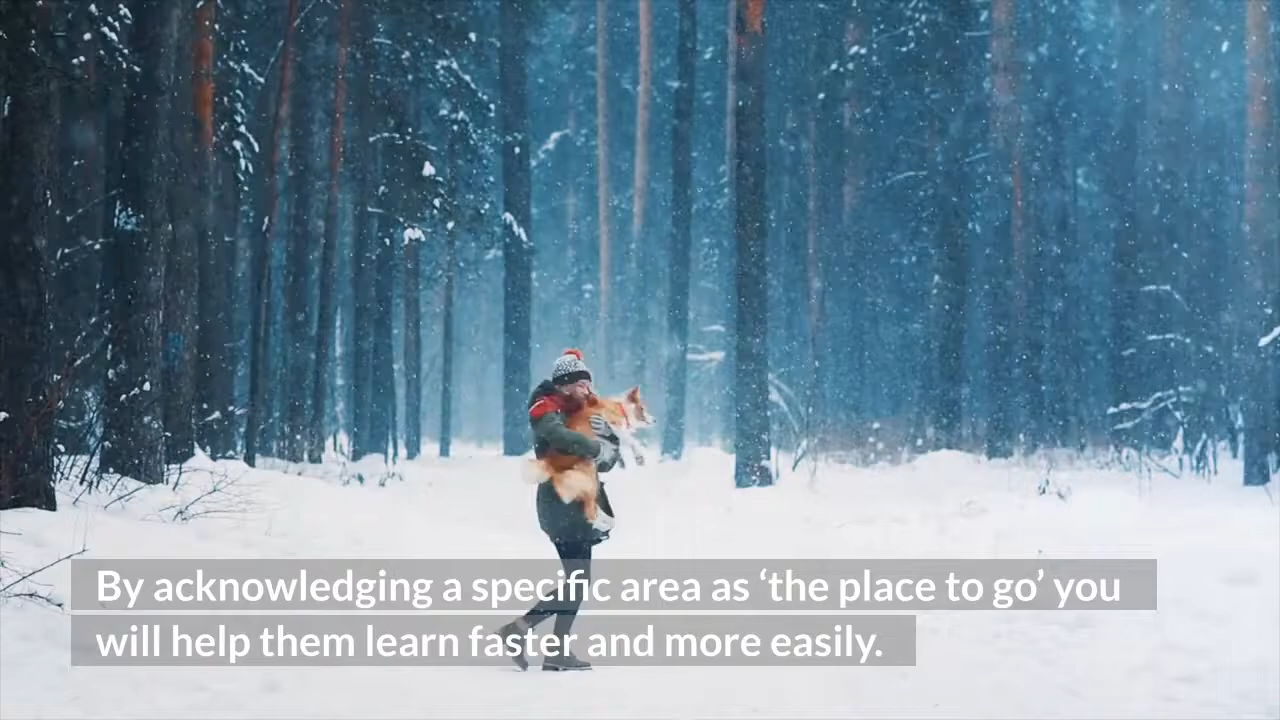 By acknowledging a specific area as ‘the place to go’ you
will help them learn faster and more easily.